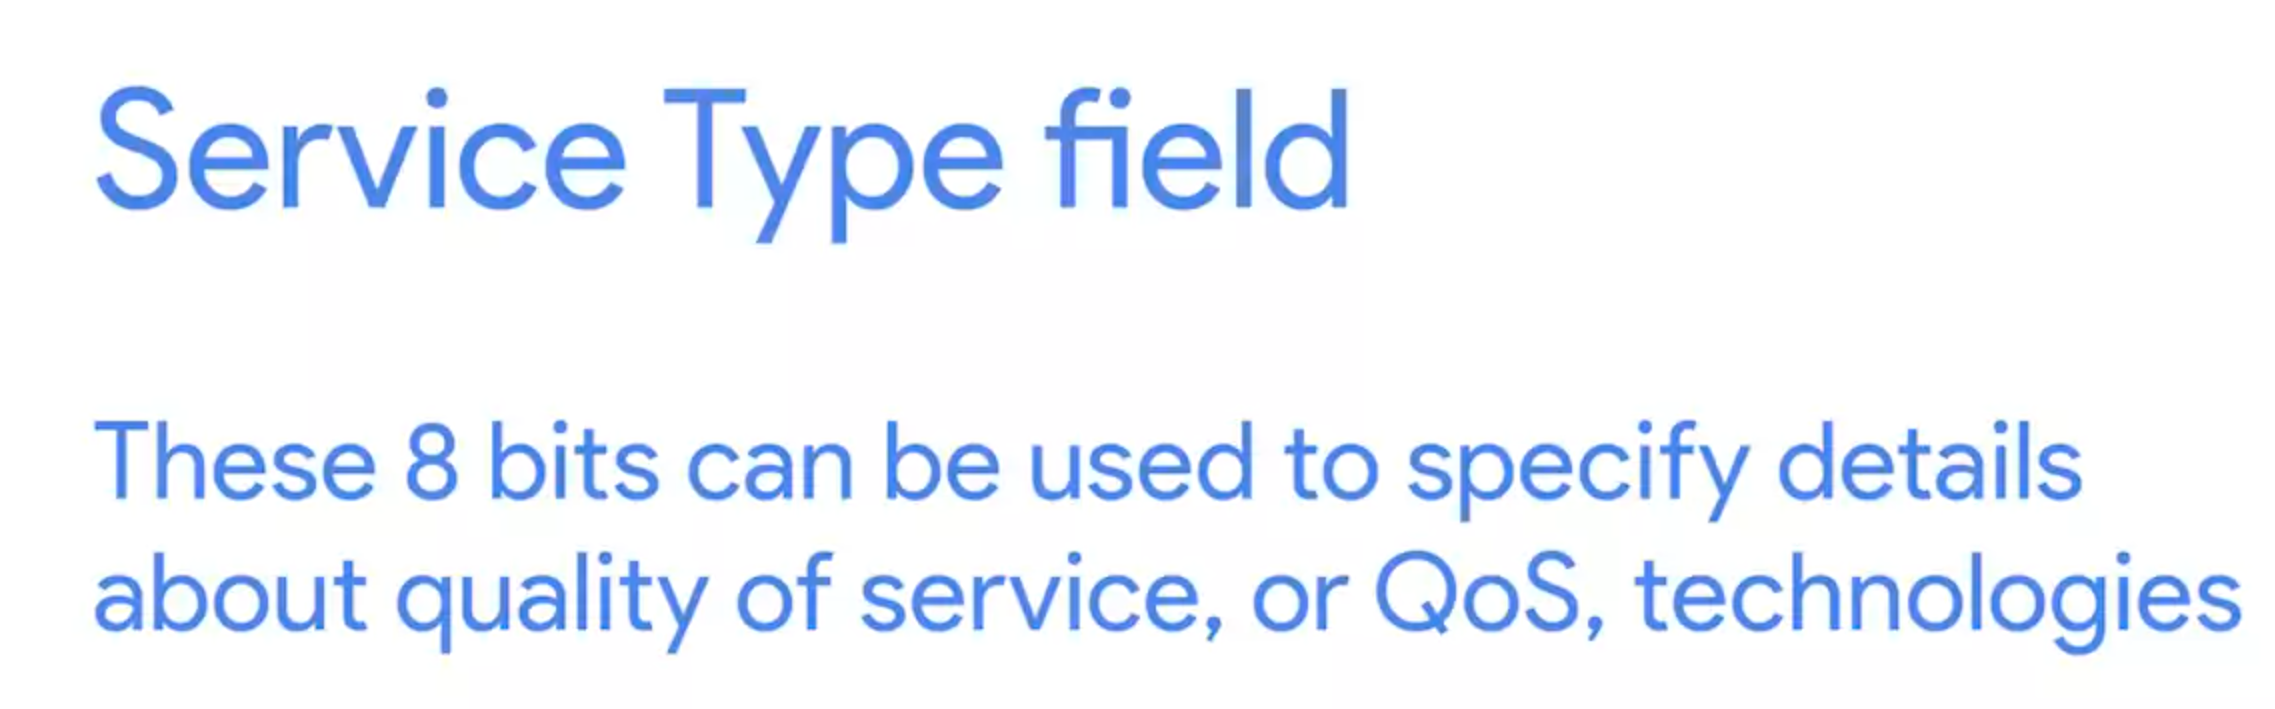 Service Type field
These 8 bits can be used to specify details
about quality of service, or QoS, technologies